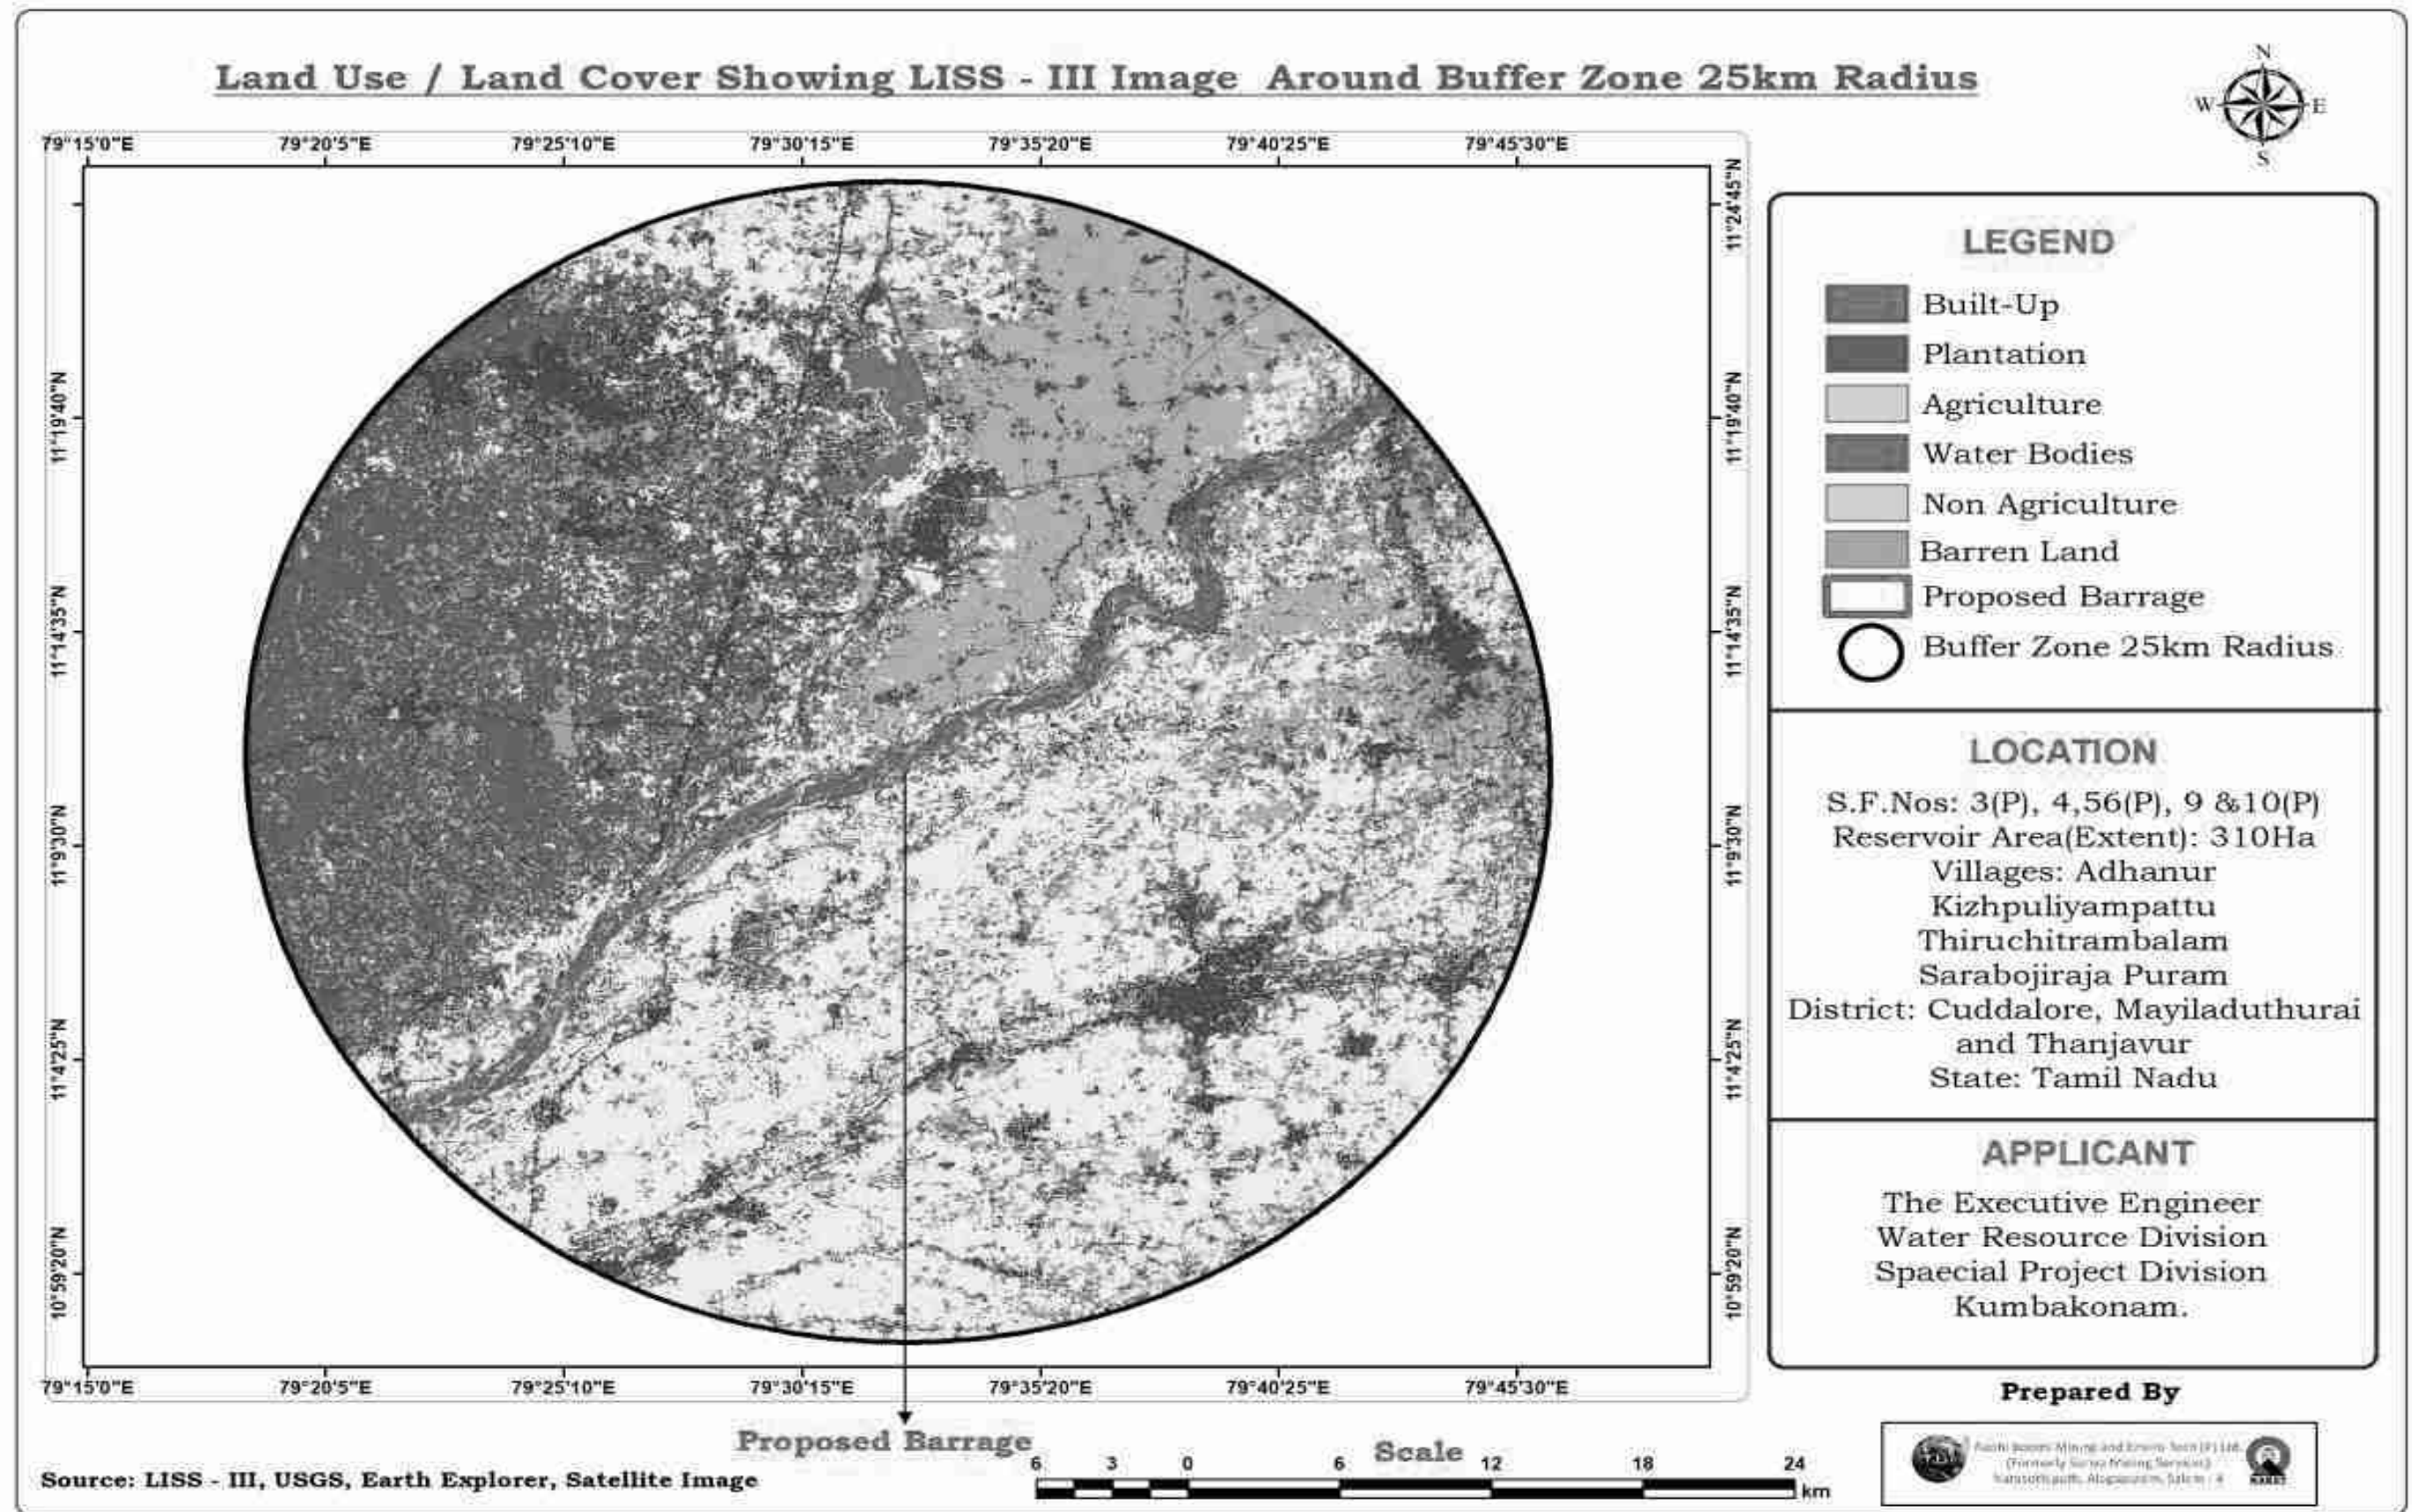 Land Use / Land Cover Showing LISS - III Image Around Buffer Zone 25km Radius
N
W E
S
79°15'0"E 79°20'5"E 79°25'10"E 79°30'15"E 79°35'20"E 79°40'25"E 79°45'30"E
11°24'45"N
11°19'40"N 11°19'40"N
11°14'35"N 11°14'35"N
11°9'30"N 11°9'30"N
11°4'25"N 11°4'25"N
10°59'20"N 10°59'20"N
79°15'0"E 79°20'5"E 79°25'10"E 79°30'15"E 79°35'20"E 79°40'25"E 79°45'30"E
Proposed Barrage
Source: LISS - III, USGS, Earth Explorer, Satellite Image
Scale
6 3 0 6 12 18 24
km
LEGEND
Built-Up
Plantation
Agriculture
Water Bodies
Non Agriculture
Barren Land
Proposed Barrage
Buffer Zone 25km Radius
LOCATION
S.F.Nos: 3(P), 4,56(P), 9 &10(P)
Reservoir Area(Extent): 310Ha
Villages: Adhanur
Kizhpuliyampattu
Thiruchitrambalam
Sarabojiraja Puram
District: Cuddalore, Mayiladuthurai
and Thanjavur
State: Tamil Nadu
APPLICANT
The Executive Engineer
Water Resource Division
Spaecial Project Division
Kumbakonam.
Prepared By